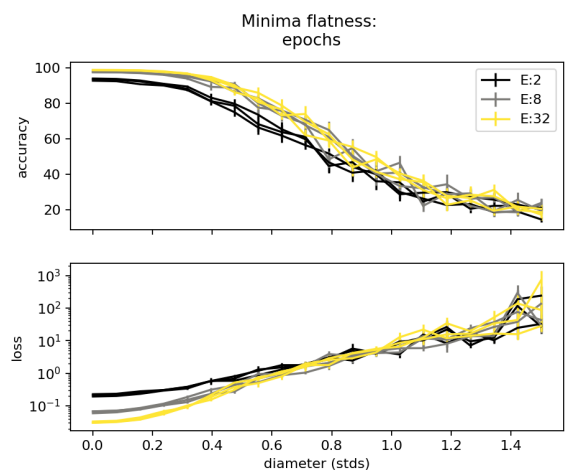 Minima flatness:
epochs
100
80
60
40
20
accuracy
E:2
E:8
E:32
10³
10²
10¹
10⁰
10⁻¹
loss
0.0 0.2 0.4 0.6 0.8 1.0 1.2 1.4
diameter (stds)